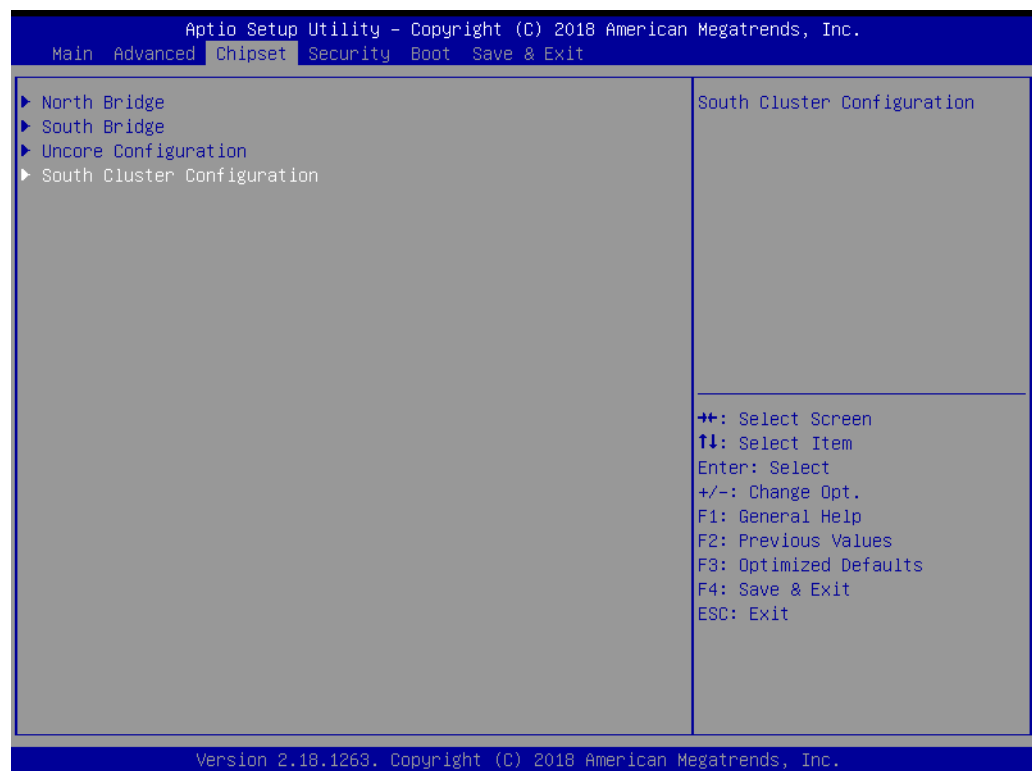 Aptio Setup Utility – Copyright (C) 2018 American Megatrends, Inc.
Main Advanced Chipset Security Boot Save & Exit
▶ North Bridge
▶ South Bridge
▶ Uncore Configuration
▶ South Cluster Configuration
South Cluster Configuration
→←: Select Screen
↑↓: Select Item
Enter: Select
+/-: Change Opt.
F1: General Help
F2: Previous Values
F3: Optimized Defaults
F4: Save & Exit
ESC: Exit
Version 2.18.1263. Copyright (C) 2018 American Megatrends, Inc.